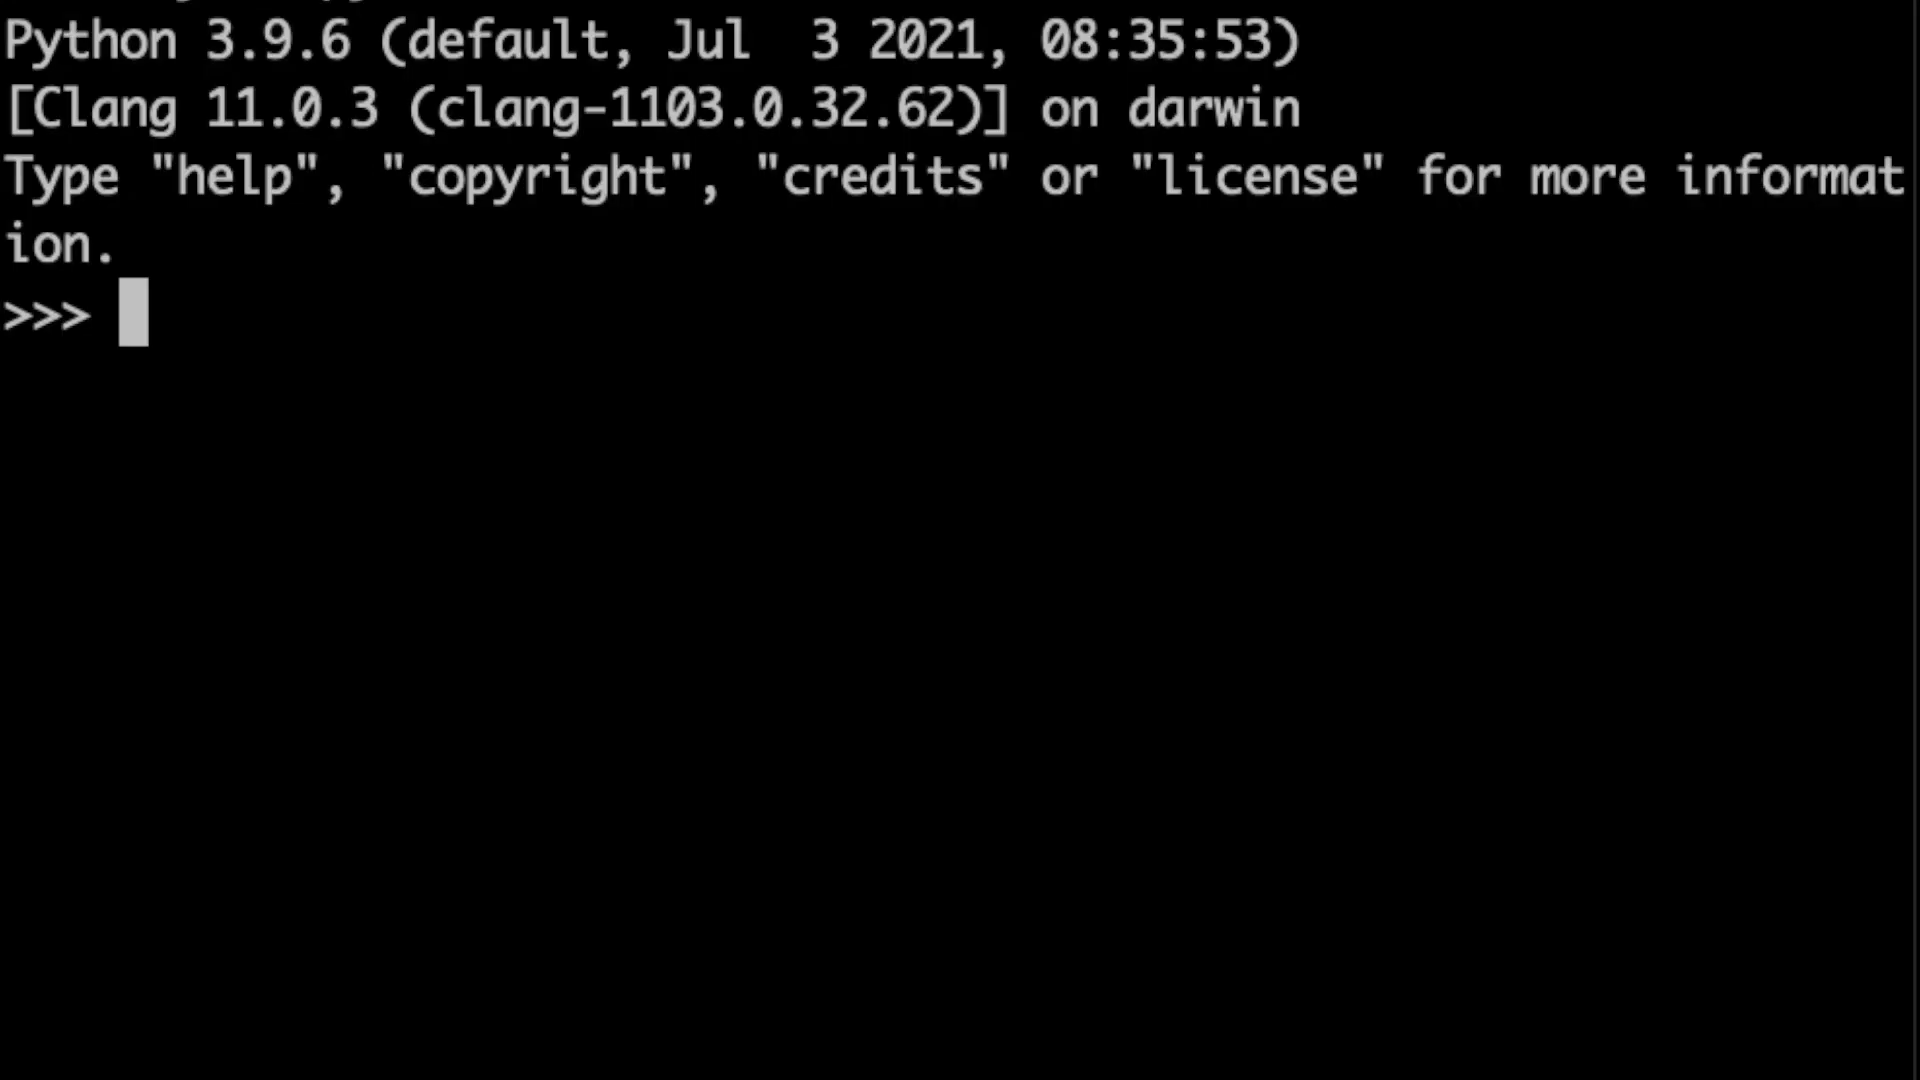 Python 3.9.6 (default, Jul  3 2021, 08:35:53)
[Clang 11.0.3 (clang-1103.0.32.62)] on darwin
Type "help", "copyright", "credits" or "license" for more informat
ion.
>>>